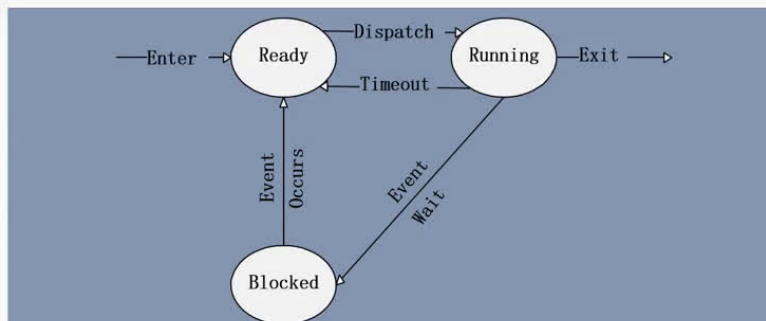 Dispatch
Enter
Ready
Running
Exit
Timeout
Event
Occurs
Event
Wait
Blocked